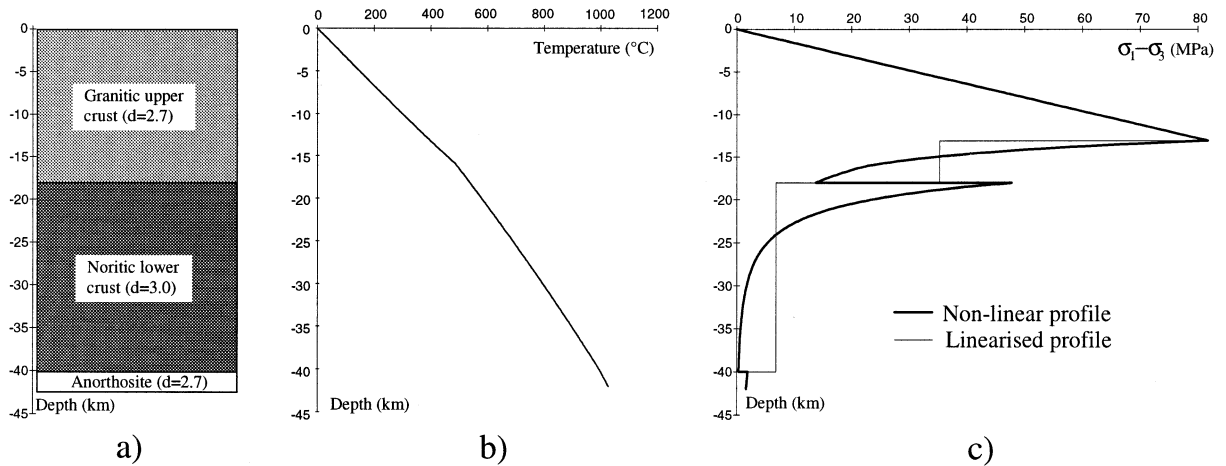 0
-5
-10
-15
-20
-25
-30
-35
-40
-45
Granitic upper
crust (d=2.7)
Noritic lower
crust (d=3.0)
Anorthosite (d=2.7)
Depth (km)
a)
0 200 400 600 800 1000 1200
Temperature (°C)
0
-5
-10
-15
-20
-25
-30
-35
-40
-45
Depth (km)
b)
0 10 20 30 40 50 60 70 80
σ1–σ3 (MPa)
0
-5
-10
-15
-20
-25
-30
-35
-40
-45
Non-linear profile
Linearised profile
Depth (km)
c)